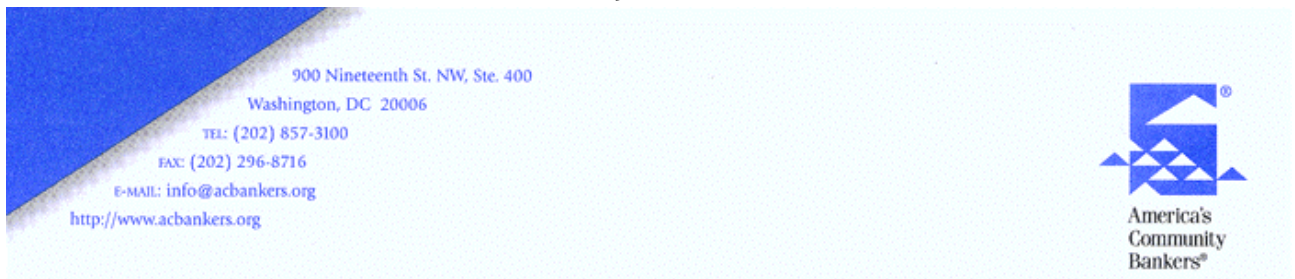 900 Nineteenth St. NW, Ste. 400
Washington, DC 20006
TEL: (202) 857-3100
FAX: (202) 296-8716
E-MAIL: info@acbankers.org
http://www.acbankers.org
®
America's
Community
Bankers®